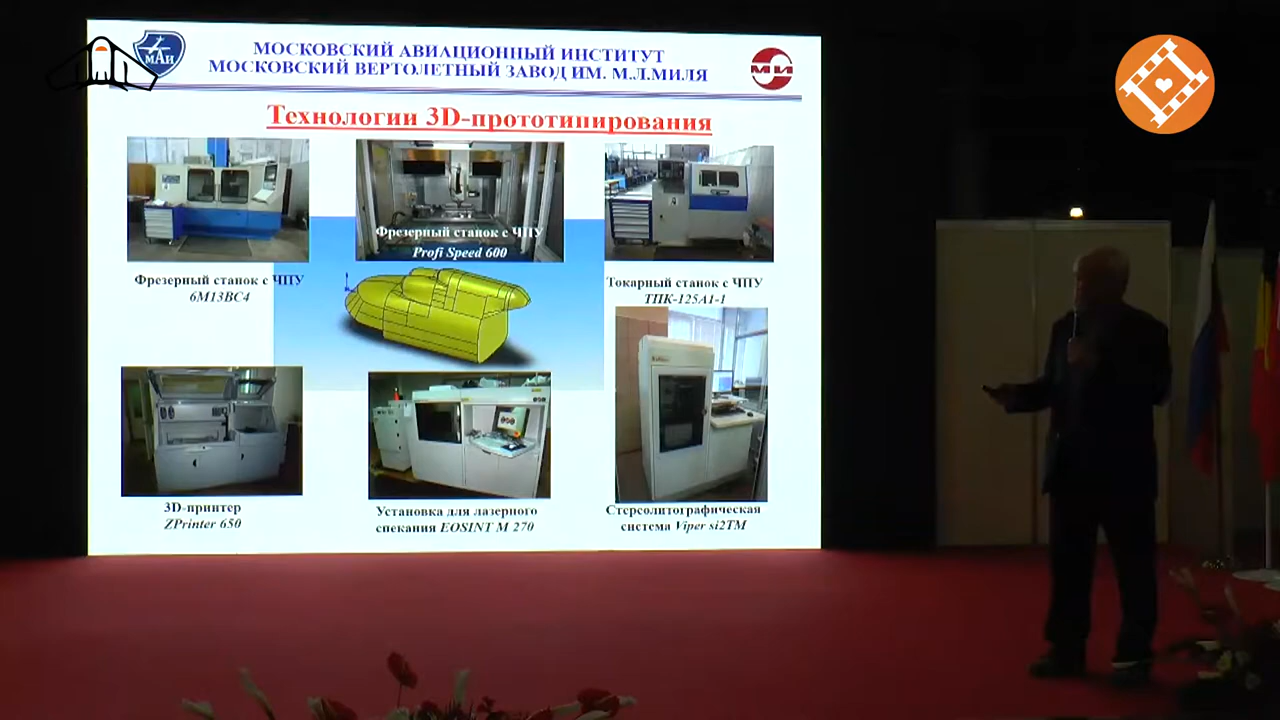 МАИ
МОСКОВСКИЙ АВИАЦИОННЫЙ ИНСТИТУТ
МОСКОВСКИЙ ВЕРТОЛЕТНЫЙ ЗАВОД ИМ. М.Л.МИЛЯ
МИ
Технологии 3D-прототипирования
Фрезерный станок с ЧПУ
6М13ВС4
Фрезерный станок с ЧПУ
Profi Speed 600
Токарный станок с ЧПУ
ТПК-125А1-1
3D-принтер
ZPrinter 650
Установка для лазерного
спекания EOSINT M 270
Стереолитографическая
система Viper si2TM